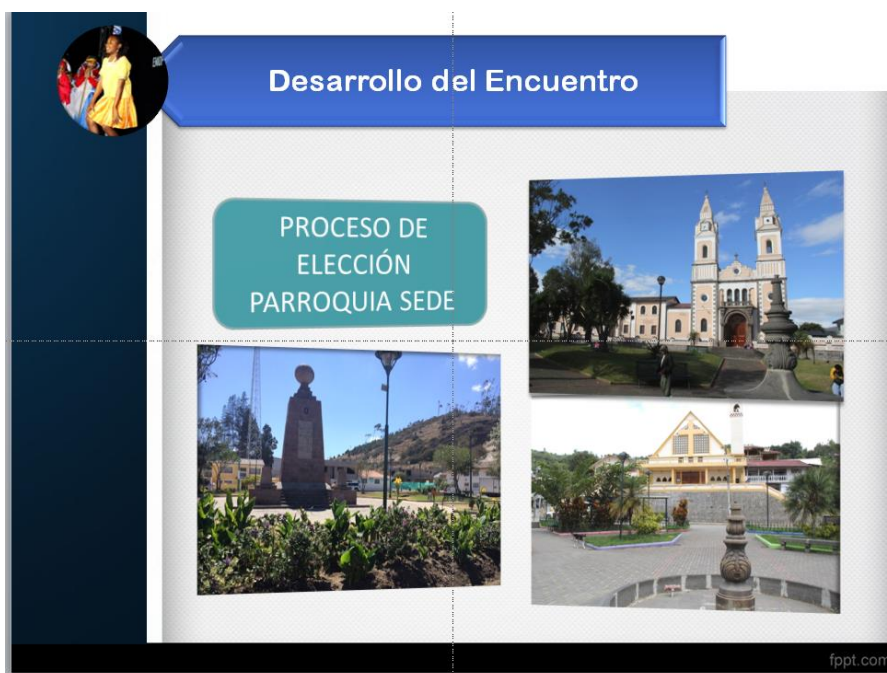 Desarrollo del Encuentro
PROCESO DE
ELECCIÓN
PARROQUIA SEDE
fppt.com